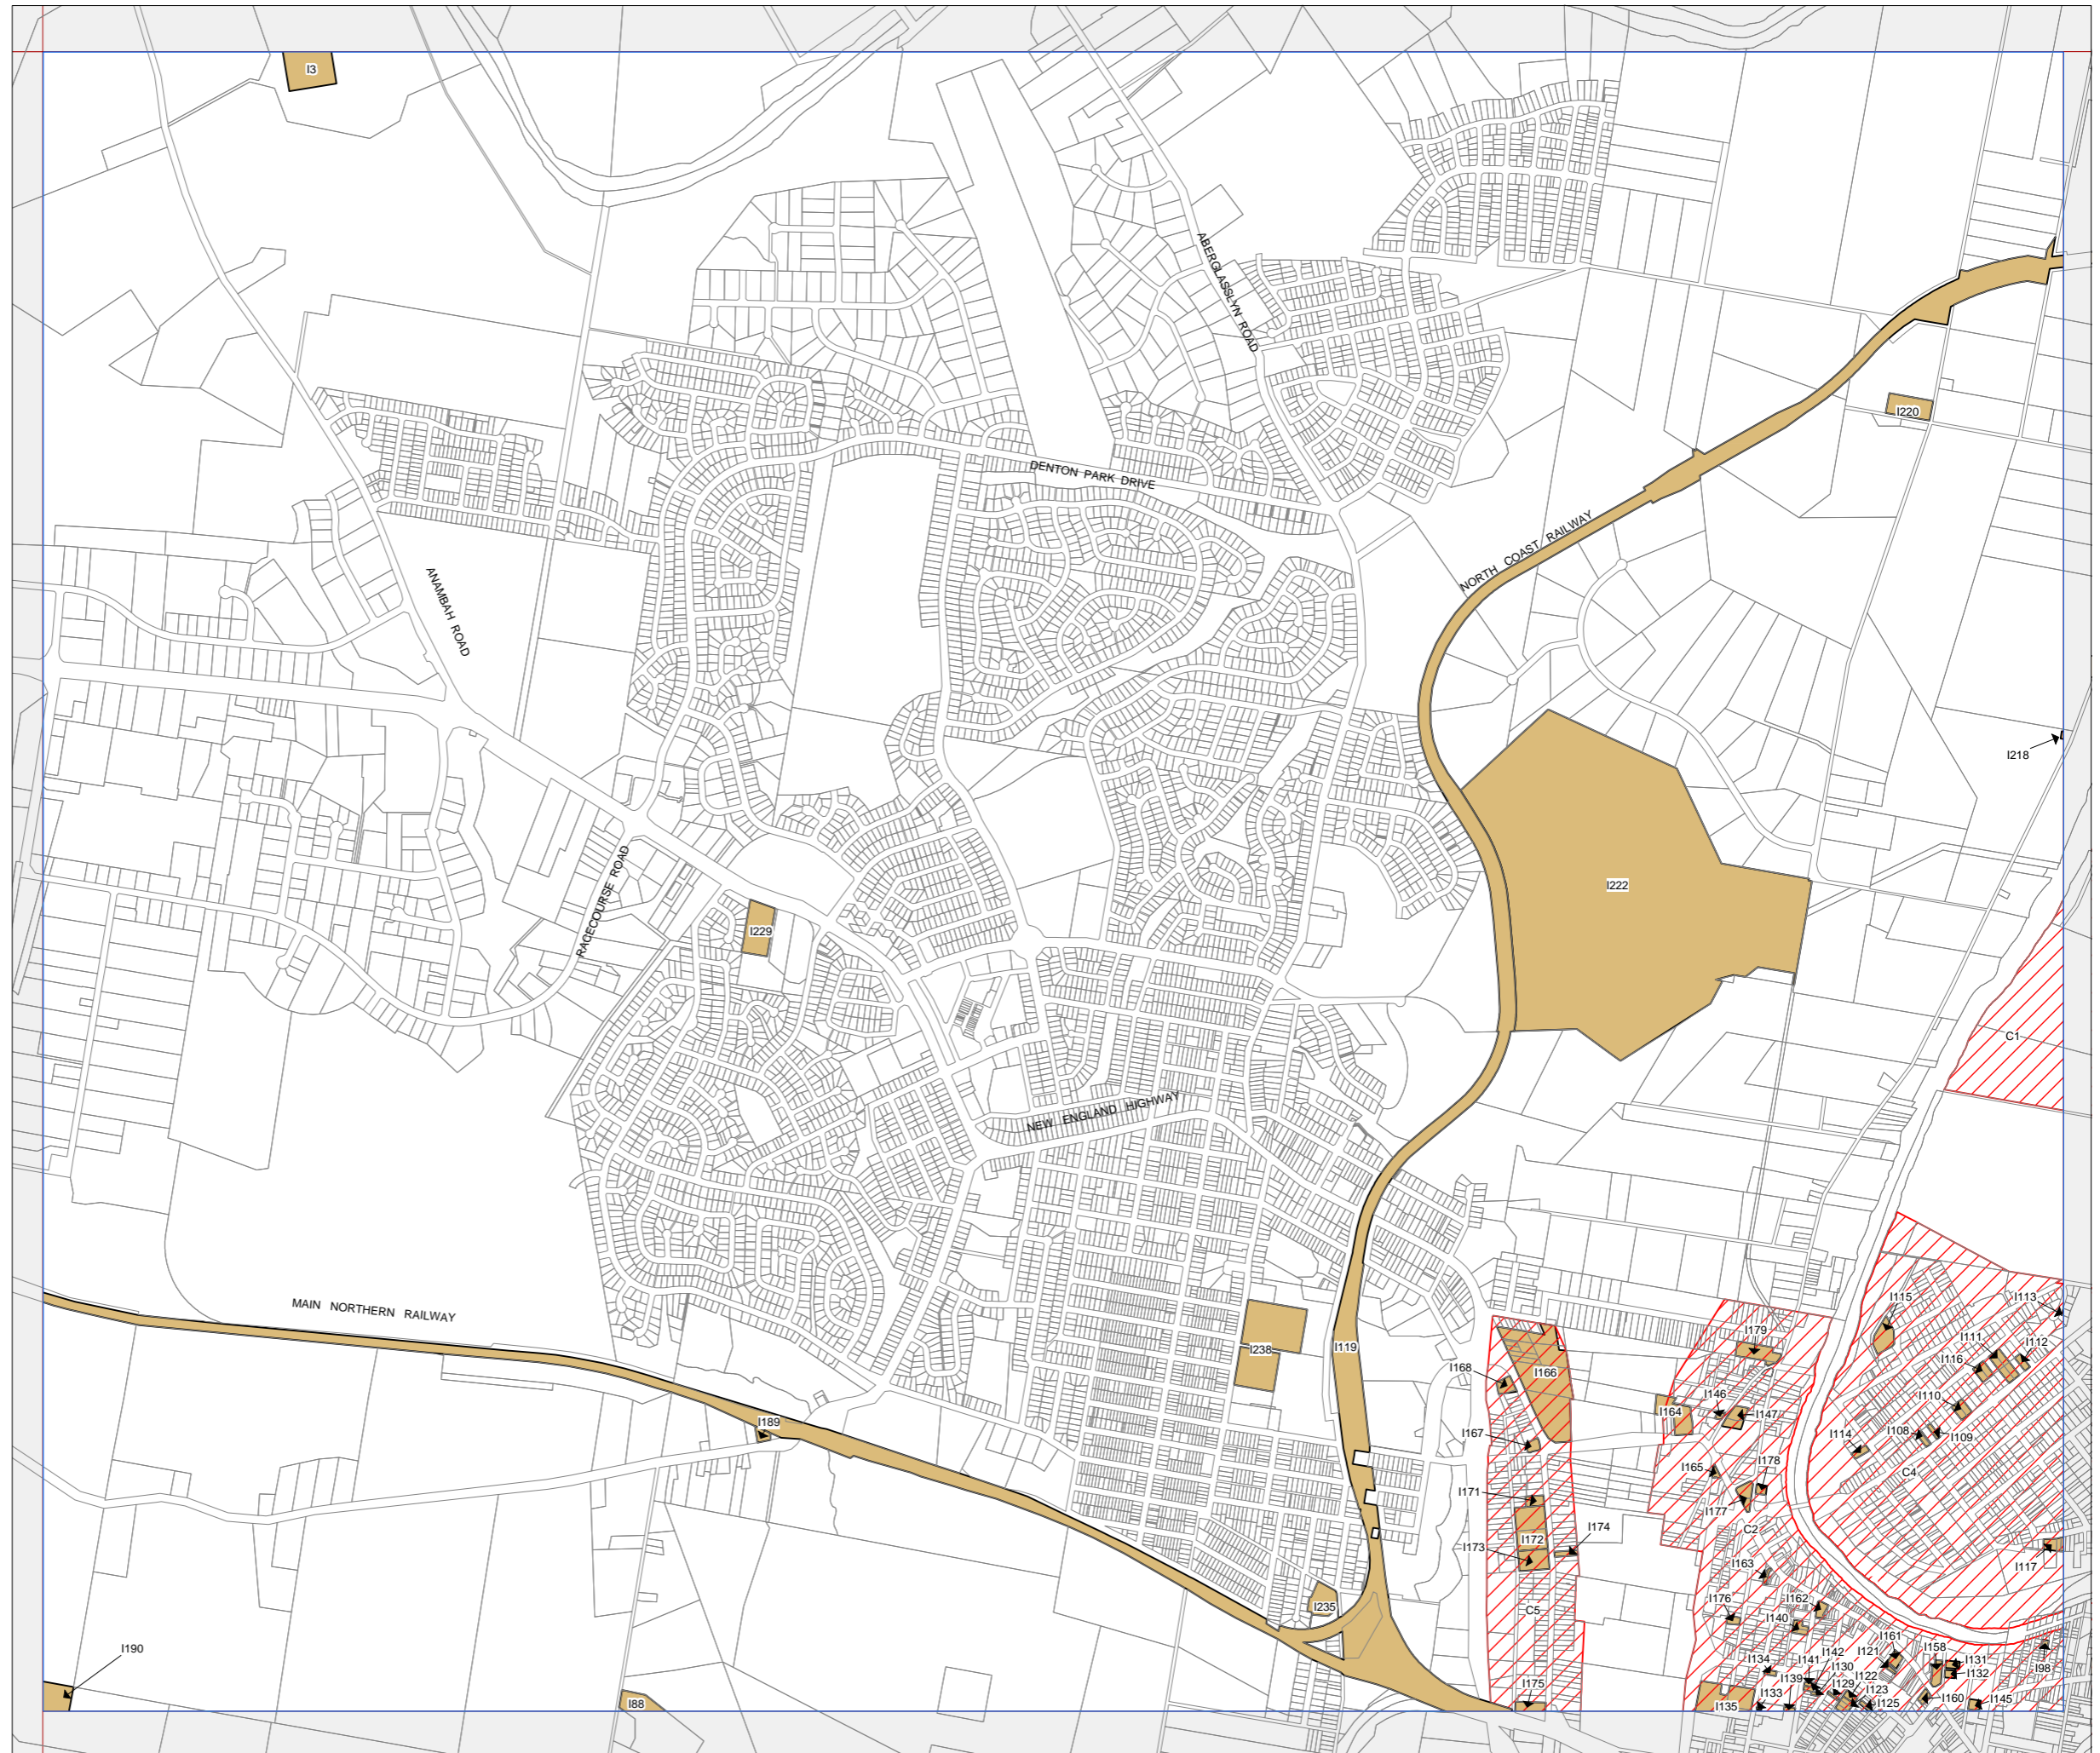 I3
ABERGLASSLYN ROAD
I220
DENTON PARK DRIVE
NORTH COAST RAILWAY
ANAMBAH ROAD
I218
RACECOURSE ROAD
I222
I229
C1
NEW ENGLAND HIGHWAY
MAIN NORTHERN RAILWAY
I115
I113
I179
I238
I119
I111
I112
I116
I168
I166
I146
I110
I164
I147
I189
I167
I114
I108
I109
I165
I178
C4
I171
I177
C2
I172
I174
I173
I163
I117
I235
C5
I176
I162
I140
I190
I161
I142
I121
I158
I134
I141
I130
I131
I98
I139
I122
I132
I129
I123
I88
I175
I135
I133
I125
I160
I145